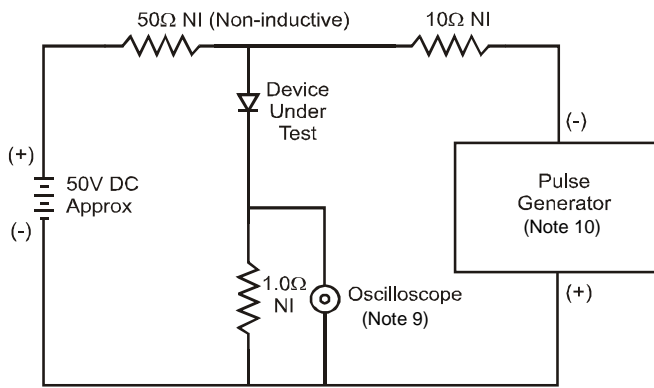 50Ω NI (Non-inductive)
10Ω NI
Device
Under
Test
(-)
(+)
50V DC
Approx
(-)
Pulse
Generator
(Note 10)
1.0Ω
NI
Oscilloscope
(Note 9)
(+)